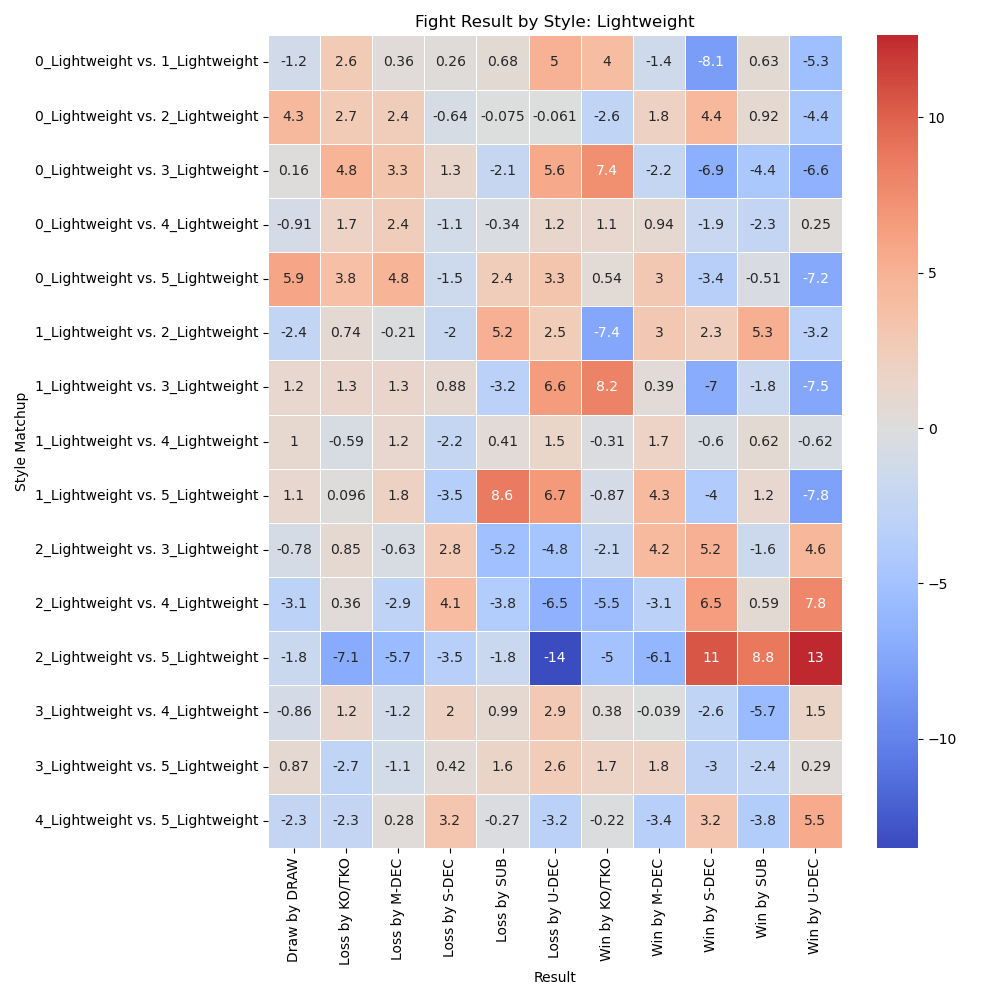 Fight Result by Style: Lightweight
0_Lightweight vs. 1_Lightweight -1.2 2.6 0.36 0.26 0.68 5 4 -1.4 -8.1 0.63 -5.3
0_Lightweight vs. 2_Lightweight 4.3 2.7 2.4 -0.64 -0.075 -0.061 -2.6 1.8 4.4 0.92 -4.4
0_Lightweight vs. 3_Lightweight 0.16 4.8 3.3 1.3 -2.1 5.6 7.4 -2.2 -6.9 -4.4 -6.6
0_Lightweight vs. 4_Lightweight -0.91 1.7 2.4 -1.1 -0.34 1.2 1.1 0.94 -1.9 -2.3 0.25
0_Lightweight vs. 5_Lightweight 5.9 3.8 4.8 -1.5 2.4 3.3 0.54 3 -3.4 -0.51 -7.2
1_Lightweight vs. 2_Lightweight -2.4 0.74 -0.21 -2 5.2 2.5 -7.4 3 2.3 5.3 -3.2
1_Lightweight vs. 3_Lightweight 1.2 1.3 1.3 0.88 -3.2 6.6 8.2 0.39 -7 -1.8 -7.5
1_Lightweight vs. 4_Lightweight 1 -0.59 1.2 -2.2 0.41 1.5 -0.31 1.7 -0.6 0.62 -0.62
1_Lightweight vs. 5_Lightweight 1.1 0.096 1.8 -3.5 8.6 6.7 -0.87 4.3 -4 1.2 -7.8
2_Lightweight vs. 3_Lightweight -0.78 0.85 -0.63 2.8 -5.2 -4.8 -2.1 4.2 5.2 -1.6 4.6
2_Lightweight vs. 4_Lightweight -3.1 0.36 -2.9 4.1 -3.8 -6.5 -5.5 -3.1 6.5 0.59 7.8
2_Lightweight vs. 5_Lightweight -1.8 -7.1 -5.7 -3.5 -1.8 -14 -5 -6.1 11 8.8 13
3_Lightweight vs. 4_Lightweight -0.86 1.2 -1.2 2 0.99 2.9 0.38 -0.039 -2.6 -5.7 1.5
3_Lightweight vs. 5_Lightweight 0.87 -2.7 -1.1 0.42 1.6 2.6 1.7 1.8 -3 -2.4 0.29
4_Lightweight vs. 5_Lightweight -2.3 -2.3 0.28 3.2 -0.27 -3.2 -0.22 -3.4 3.2 -3.8 5.5
Style Matchup
Draw by DRAW
Loss by KO/TKO
Loss by M-DEC
Loss by S-DEC
Loss by SUB
Loss by U-DEC
Win by KO/TKO
Win by M-DEC
Win by S-DEC
Win by SUB
Win by U-DEC
Result
10
5
0
−5
−10